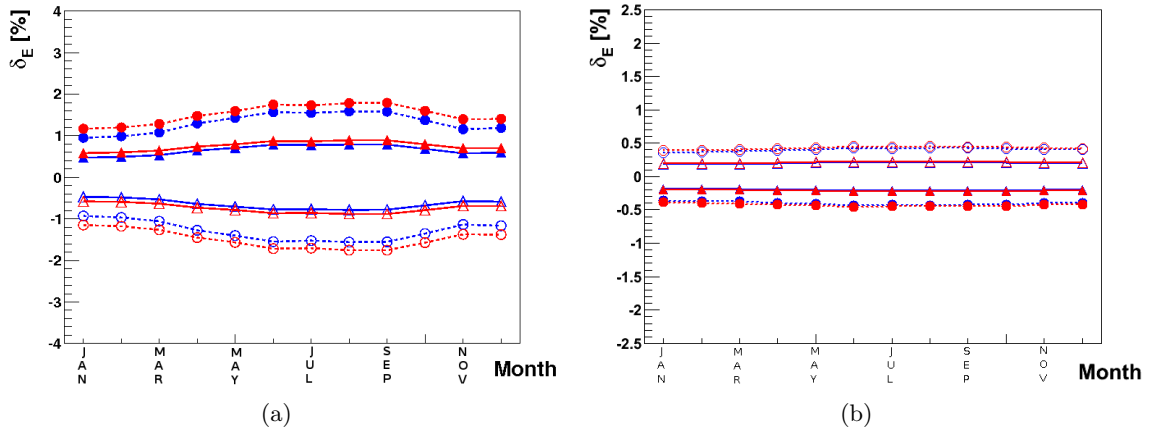 δE [%]
4
3
2
1
0
-1
-2
-3
-4
JAN
MAR
MAY
JUL
SEP
NOV
Month
(a)
δE [%]
2.5
2
1.5
1
0.5
0
-0.5
-1
-1.5
-2
-2.5
JAN
MAR
MAY
JUL
SEP
NOV
Month
(b)